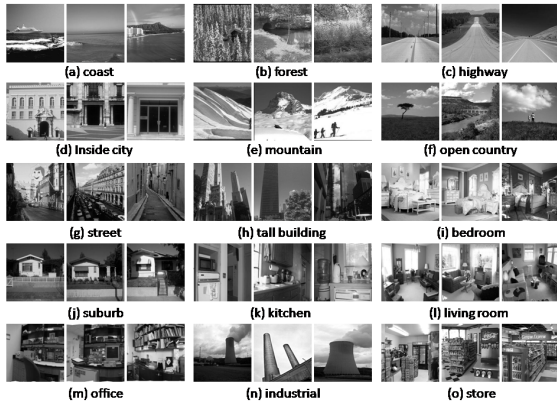 (a) coast
(b) forest
(c) highway
(d) Inside city
(e) mountain
(f) open country
(g) street
(h) tall building
(i) bedroom
(j) suburb
(k) kitchen
(l) living room
(m) office
(n) industrial
(o) store